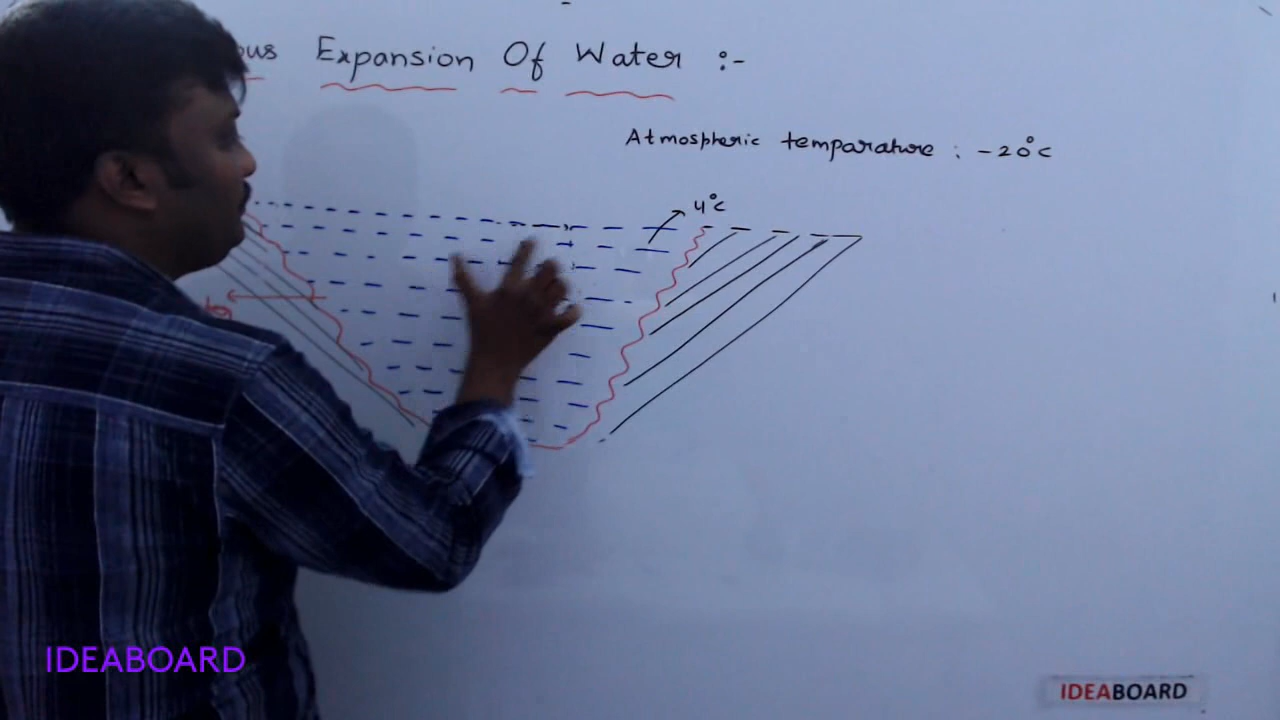 Expansion Of Water :-
Atmospheric temparature : -20°c
4°c
IDEABOARD
IDEABOARD